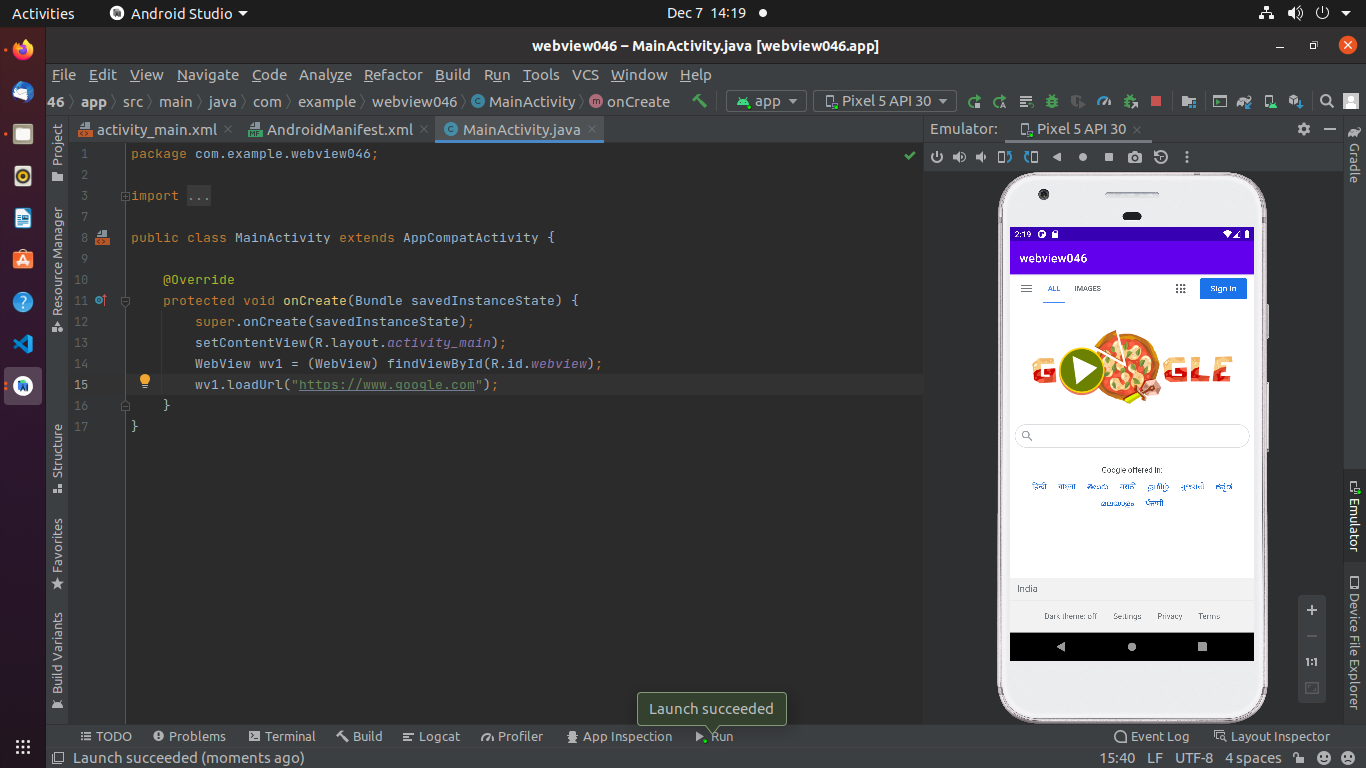 Activities Android Studio Dec 7 14:19
webview046 – MainActivity.java [webview046.app]
File Edit View Navigate Code Analyze Refactor Build Run Tools VCS Window Help
46 app src main java com example webview046 MainActivity onCreate app Pixel 5 API 30
activity_main.xml AndroidManifest.xml MainActivity.java
Emulator: Pixel 5 API 30
Project
Resource Manager
Structure
Favorites
Build Variants
1 package com.example.webview046;
2
3 import ...
7
8 public class MainActivity extends AppCompatActivity {
9
10 @Override
11 protected void onCreate(Bundle savedInstanceState) {
12 super.onCreate(savedInstanceState);
13 setContentView(R.layout.activity_main);
14 WebView wv1 = (WebView) findViewById(R.id.webview);
15 wv1.loadUrl("https://www.google.com");
16 }
17 }
2:19
webview046
ALL IMAGES Sign in
GOOGLE
Google offered in:
हिन्दी বাংলা తెలుగు मराठी தமிழ் ગુજરાતી ಕನ್ನಡ
മലയാളം ਪੰਜਾਬੀ
India
Dark theme: off Settings Privacy Terms
1:1
Gradle
Emulator
Device File Explorer
Launch succeeded
TODO Problems Terminal Build Logcat Profiler App Inspection Run Event Log Layout Inspector
Launch succeeded (moments ago) 15:40 LF UTF-8 4 spaces